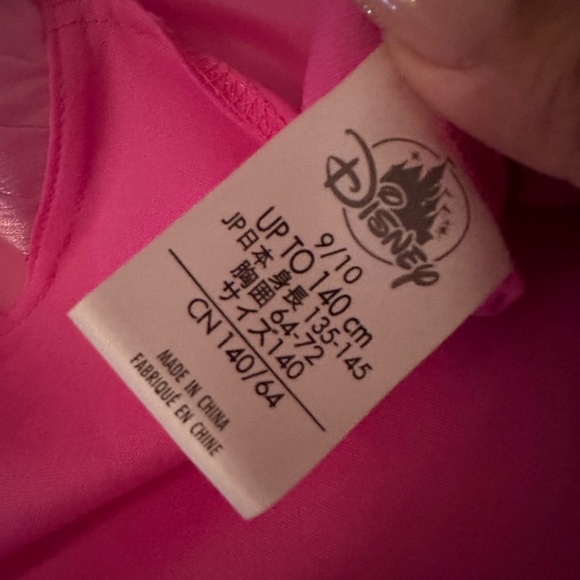 Disney
9/10
UP TO 140 cm
JP日本 身長 135-145
胸囲 64-72
サイズ140
CN 140/64
MADE IN CHINA
FABRIQUÉ EN CHINE